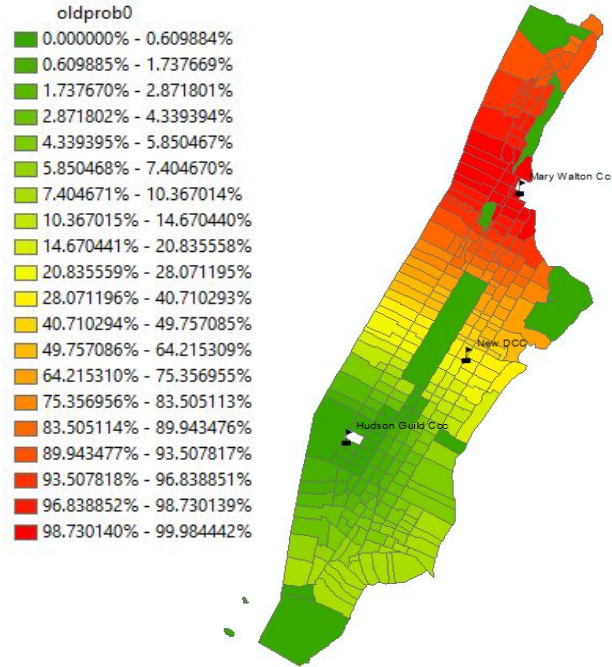 oldprob0
0.000000% - 0.609884%
0.609885% - 1.737669%
1.737670% - 2.871801%
2.871802% - 4.339394%
4.339395% - 5.850467%
5.850468% - 7.404670%
7.404671% - 10.367014%
10.367015% - 14.670440%
14.670441% - 20.835558%
20.835559% - 28.071195%
28.071196% - 40.710293%
40.710294% - 49.757085%
49.757086% - 64.215309%
64.215310% - 75.356955%
75.356956% - 83.505113%
83.505114% - 89.943476%
89.943477% - 93.507817%
93.507818% - 96.838851%
96.838852% - 98.730139%
98.730140% - 99.984442%
Mary Walton Cc
New DCC
Hudson Guild Ccc